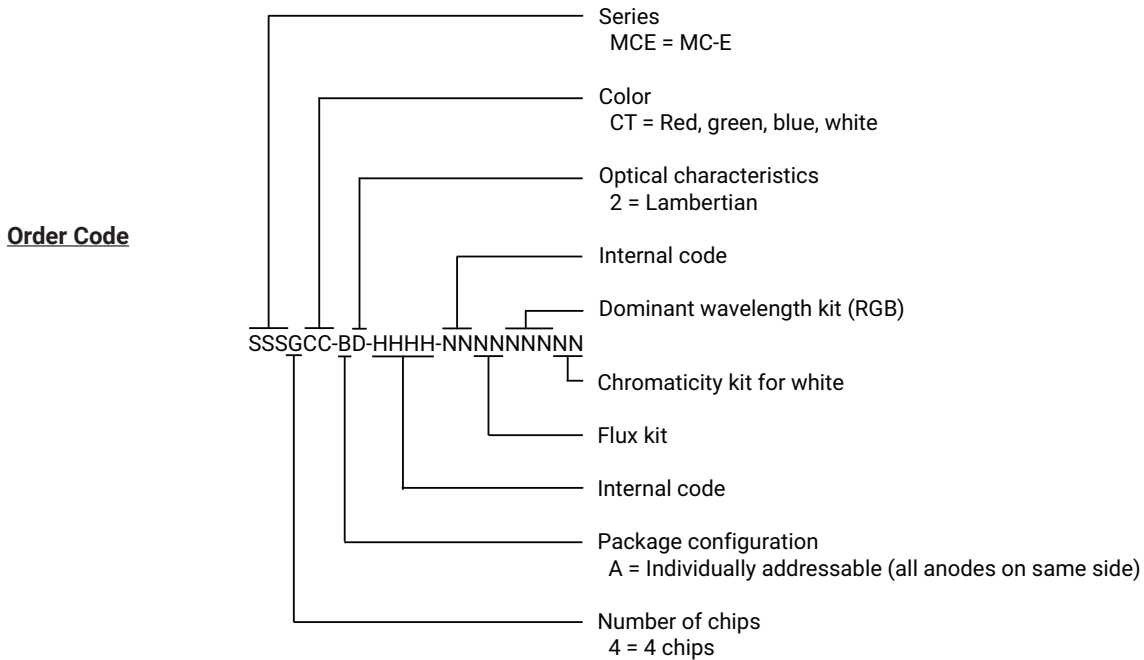 Series
MCE = MC-E
Color
CT = Red, green, blue, white
Optical characteristics
2 = Lambertian
Order Code
Internal code
Dominant wavelength kit (RGB)
SSSGCC-BD-HHHH-NNNNNNNNN
Chromaticity kit for white
Flux kit
Internal code
Package configuration
A = Individually addressable (all anodes on same side)
Number of chips
4 = 4 chips